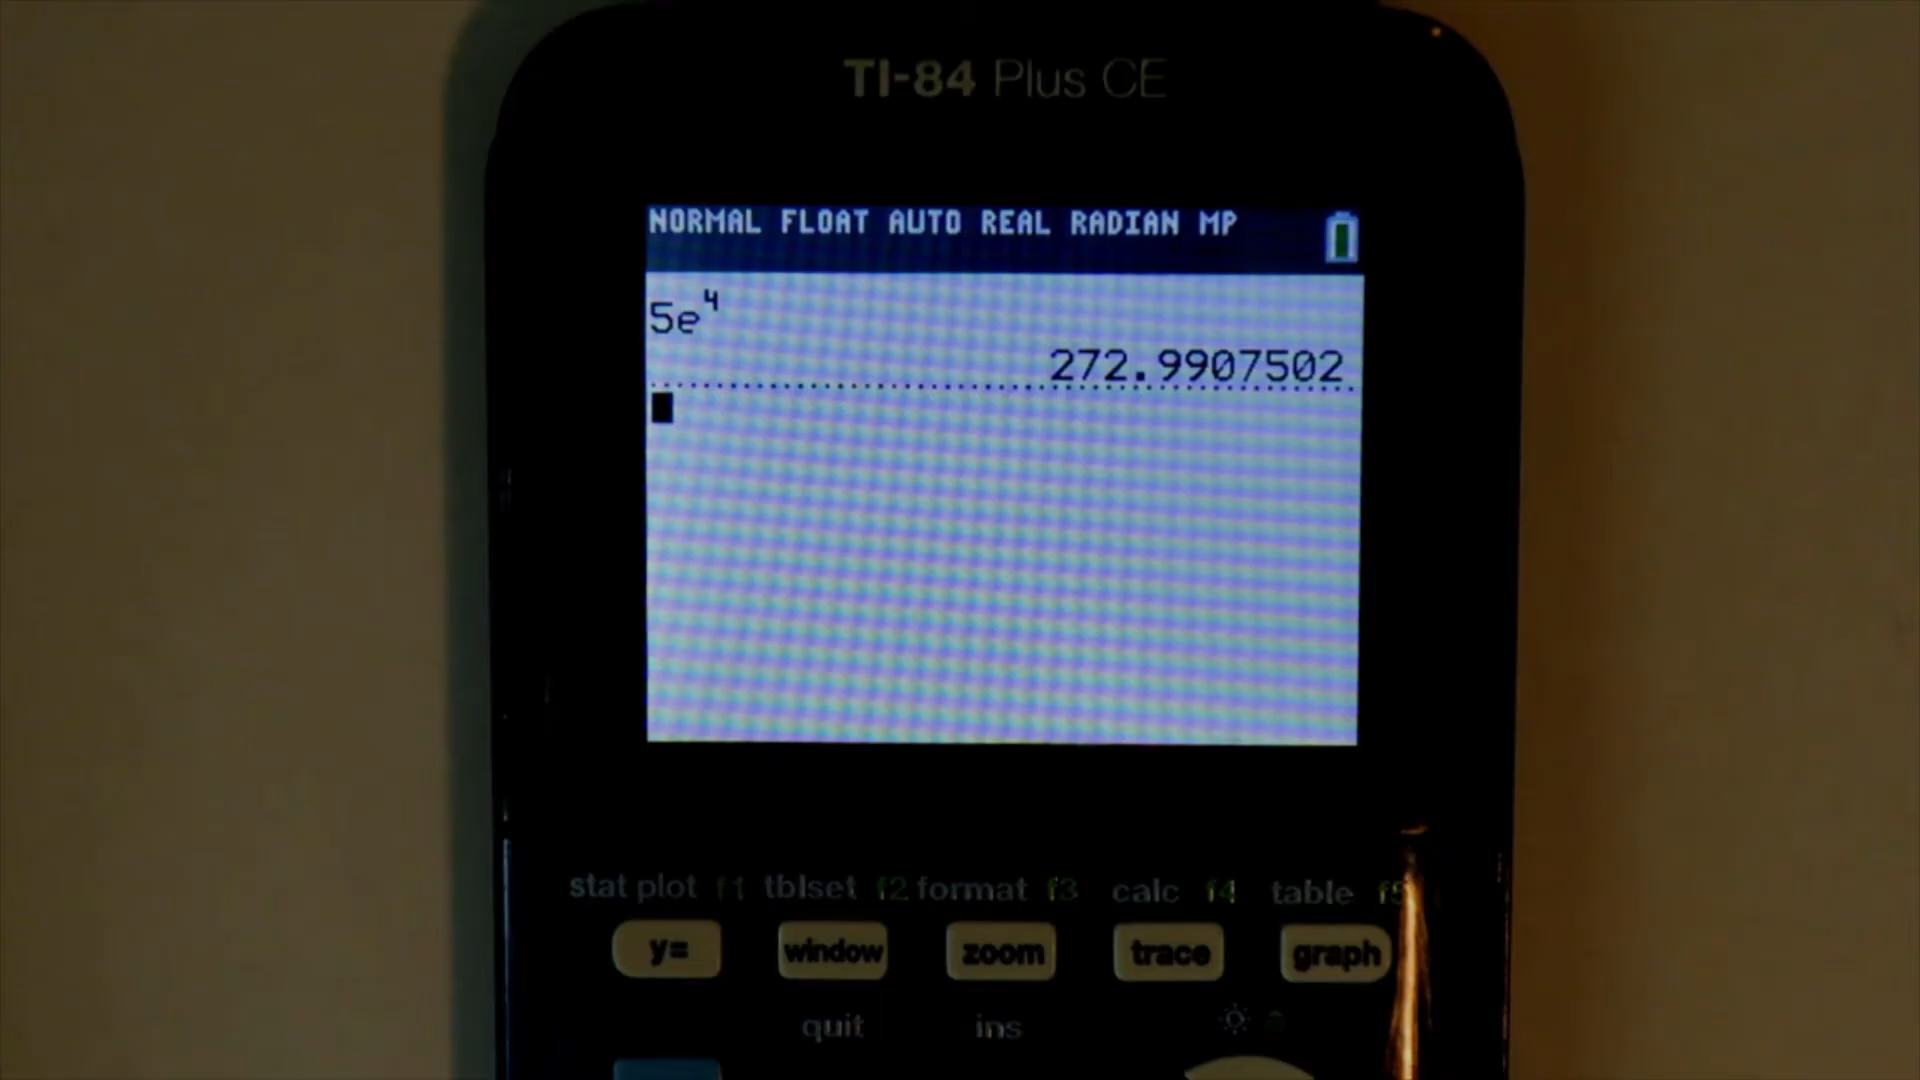 TI-84 Plus CE
NORMAL FLOAT AUTO REAL RADIAN MP
5e⁴
272.9907502
stat plot f1 tblset f2 format f3 calc f4 table f5
y= window zoom trace graph
quit ins